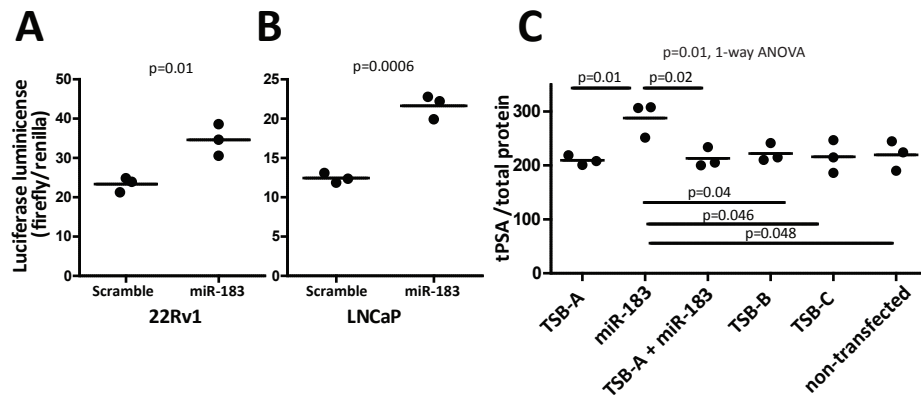 A
p=0.01
Luciferase luminicense
(firefly/renilla)
50
40
30
20
10
0
Scramble
miR-183
22Rv1
B
p=0.0006
25
20
15
10
5
0
Scramble
miR-183
LNCaP
C
p=0.01, 1-way ANOVA
p=0.01
p=0.02
tPSA/total protein
300
200
100
0
p=0.04
p=0.046
p=0.048
TSB-A
miR-183
TSB-A + miR-183
TSB-B
TSB-C
non-transfected